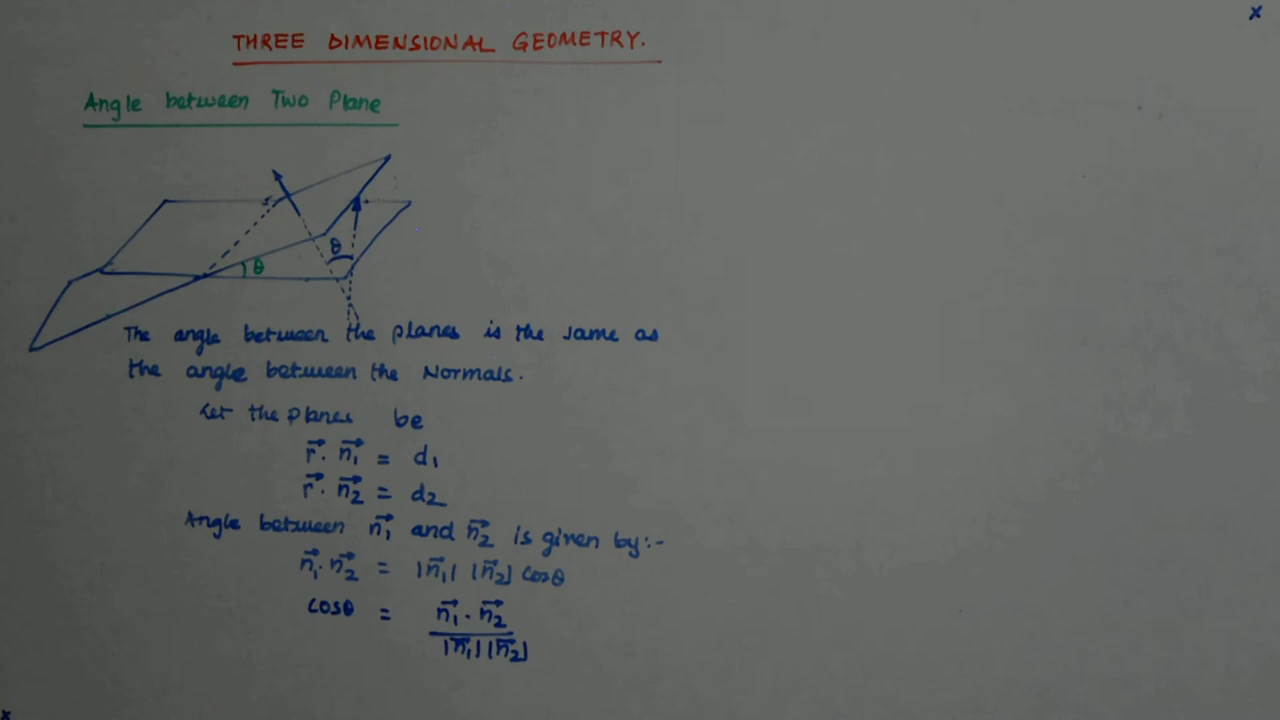 x
THREE DIMENSIONAL GEOMETRY.
Angle between Two Plane
θ
θ
The angle between the planes is the same as
the angle between the Normals.
Let the planes be
r⃗. n⃗₁ = d₁
r⃗. n⃗₂ = d₂
Angle between n⃗₁ and n⃗₂ is given by:-
n⃗₁. n⃗₂ = |n⃗₁| |n⃗₂| cosθ
cosθ = n⃗₁ . n⃗₂
|n⃗₁| |n⃗₂|
x